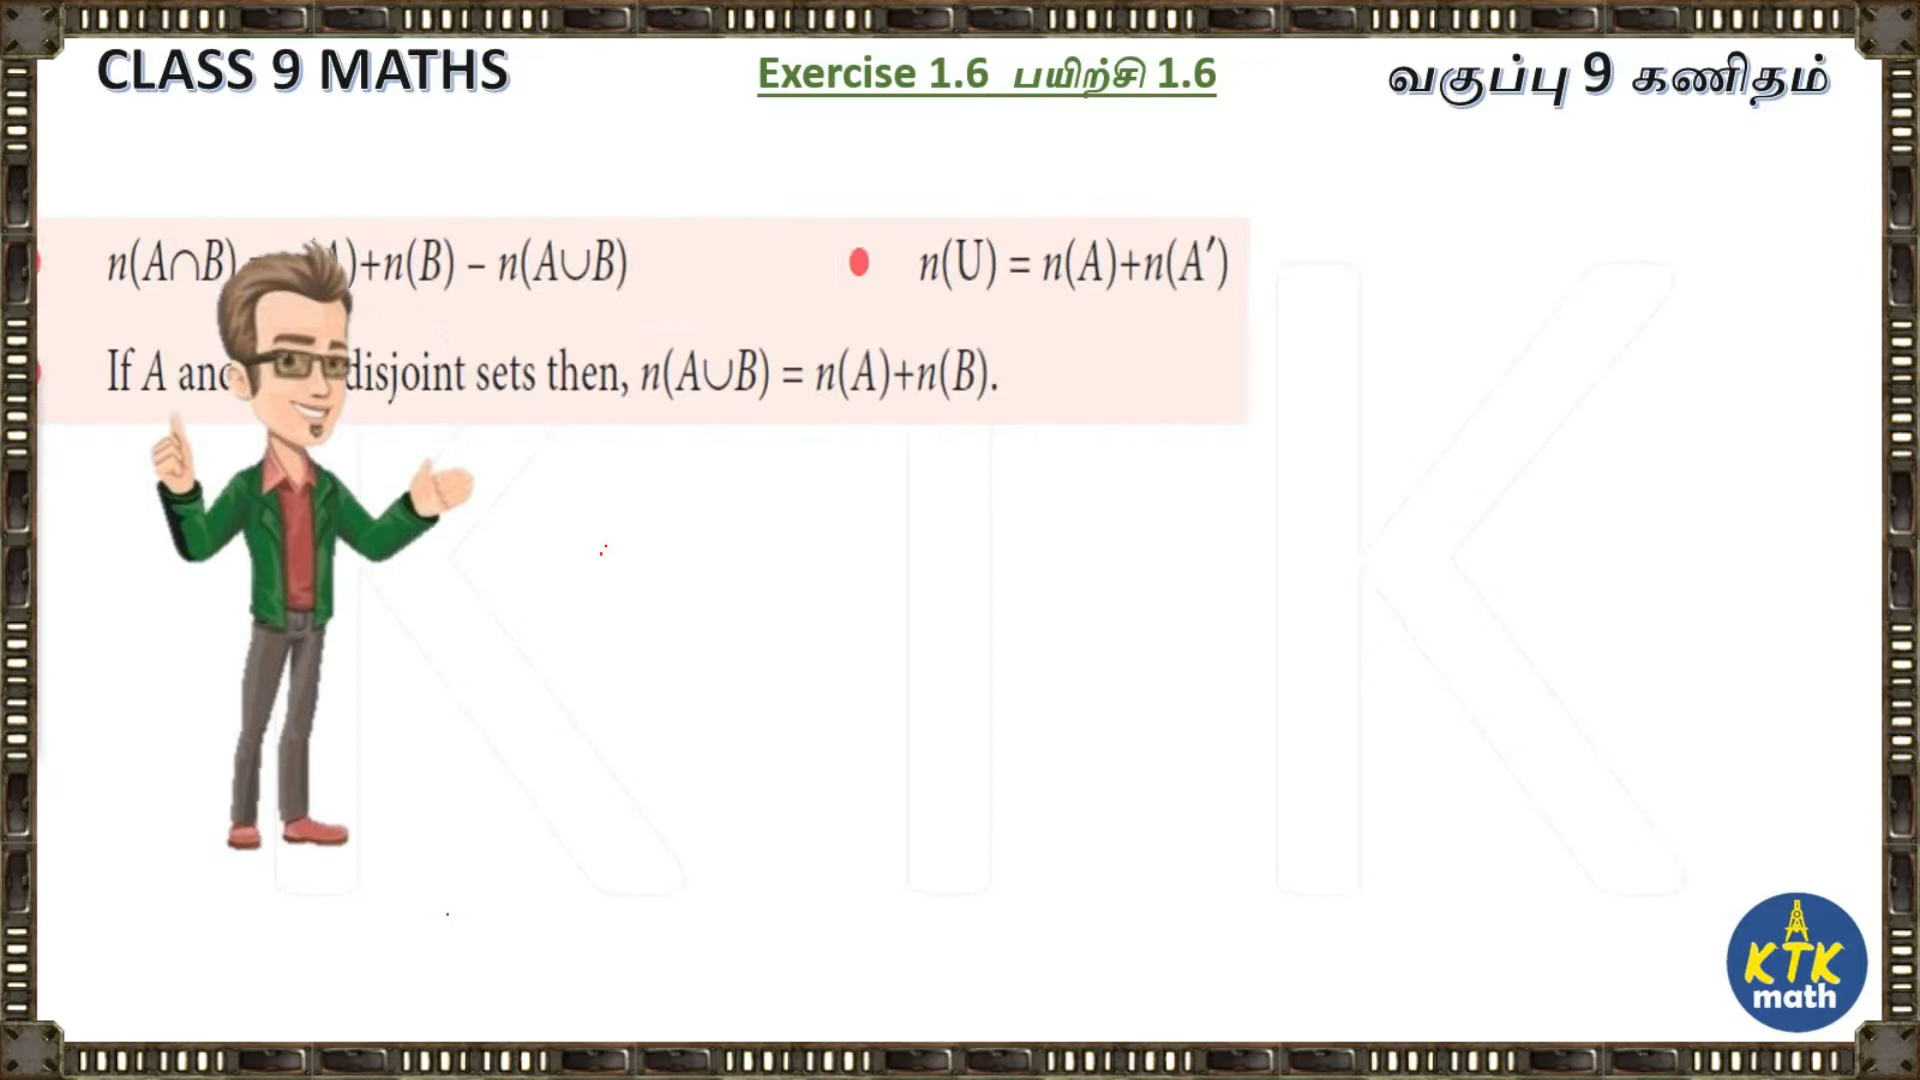 CLASS 9 MATHS
Exercise 1.6 பயிற்சி 1.6
வகுப்பு 9 கணிதம்
n(A∩B) )+n(B) – n(A∪B)
n(U) = n(A)+n(A′)
If A and disjoint sets then, n(A∪B) = n(A)+n(B).
K T K
KTK
math